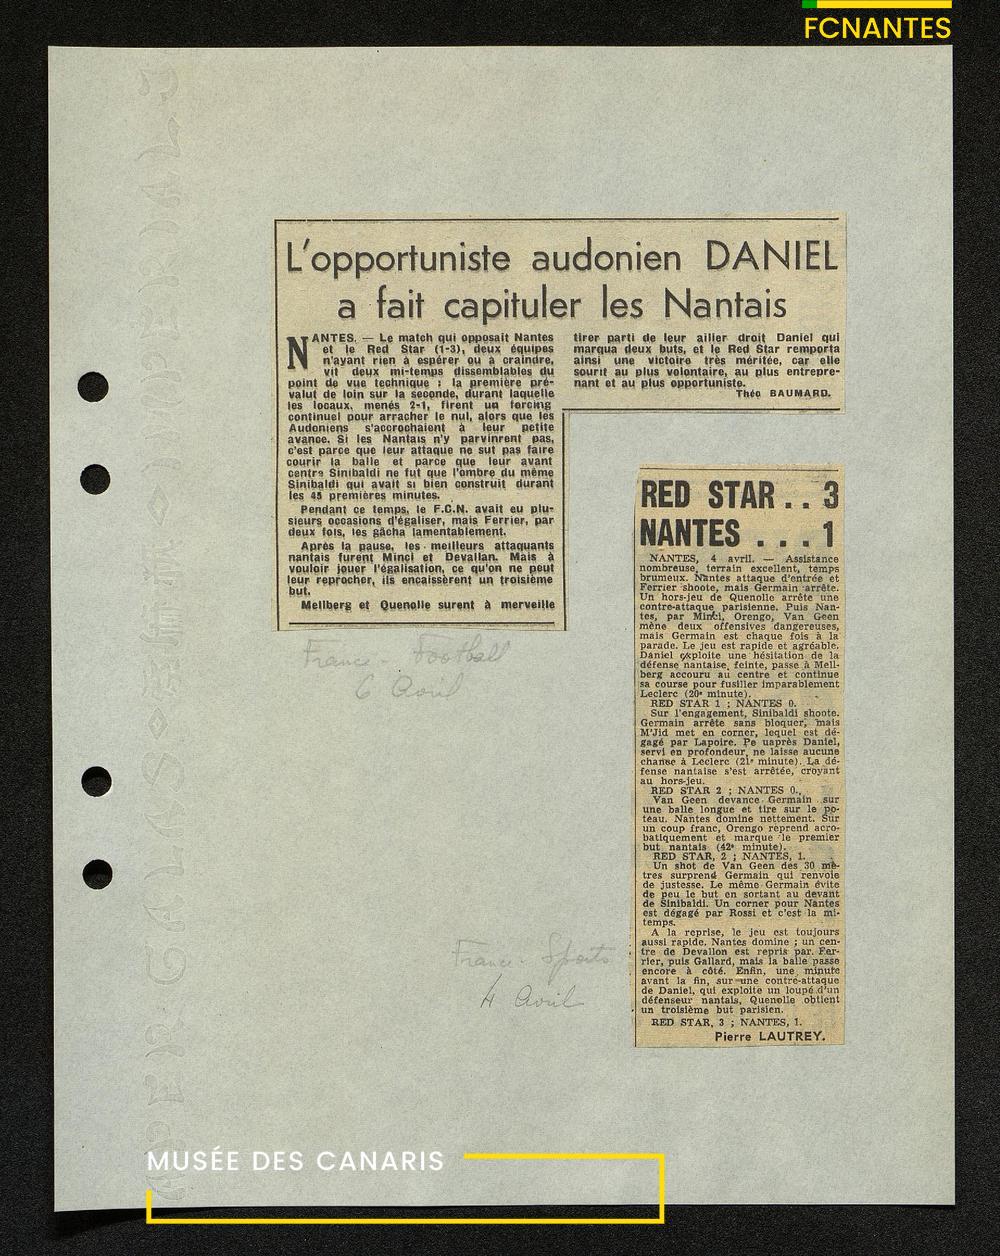 FCNANTES
L'opportuniste audonien DANIEL
a fait capituler les Nantais
NANTES. — Le match qui opposait Nantes
et le Red Star (1-3), deux équipes
n'ayant rien à espérer ou à craindre,
vit deux mi-temps dissemblables du
point de vue technique : la première pré-
valut de loin sur la seconde, durant laquelle
les locaux, menés 2-1, firent un forcing
continuel pour arracher le nul, alors que les
Audoniens s'accrochaient à leur petite
avance. Si les Nantais n'y parvinrent pas,
c'est parce que leur attaque ne sut pas faire
courir la balle et parce que leur avant
centre Sinibaldi ne fut que l'ombre du même
Sinibaldi qui avait si bien construit durant
les 45 premières minutes.
Pendant ce temps, le F.C.N. avait eu plu-
sieurs occasions d'égaliser, mais Ferrier, par
deux fois, les gâcha lamentablement.
Après la pause, les meilleurs attaquants
nantais furent Minci et Devallan. Mais à
vouloir jouer l'égalisation, ce qu'on ne peut
leur reprocher, ils encaissèrent un troisième
but.
Mellberg et Quenolle surent à merveille
tirer parti de leur ailier droit Daniel qui
marqua deux buts, et le Red Star remporta
ainsi une victoire très méritée, car elle
sourit au plus volontaire, au plus entrepre-
nant et au plus opportuniste.
Théo BAUMARD.
France - Football
6 Avril
RED STAR . . 3
NANTES . . . 1
NANTES, 4 avril. — Assistance
nombreuse, terrain excellent, temps
brumeux. Nantes attaque d'entrée et
Ferrier shoote, mais Germain arrête.
Un hors-jeu de Quenolle arrête une
contre-attaque parisienne. Puis Nan-
tes, par Minci, Orengo, Van Geen
mène deux offensives dangereuses,
mais Germain est chaque fois à la
parade. Le jeu est rapide et agréable.
Daniel exploite une hésitation de la
défense nantaise, feinte, passe à Mell-
berg accouru au centre et continue
sa course pour fusiller imparablement
Leclerc (20e minute).
RED STAR 1 ; NANTES 0.
Sur l'engagement, Sinibaldi shoote.
Germain arrête sans bloquer, mais
M'Jid met en corner, lequel est dé-
gagé par Lapoire. Pe uaprès Daniel,
servi en profondeur, ne laisse aucune
chance à Leclerc (21e minute). La dé-
fense nantaise s'est arrêtée, croyant
au hors-jeu.
RED STAR 2 ; NANTES 0.
Van Geen devance Germain sur
une balle longue et tire sur le po-
teau. Nantes domine nettement. Sur
un coup franc, Orengo reprend acro-
batiquement et marque le premier
but nantais (42e minute).
RED STAR, 2 ; NANTES, 1.
Un shot de Van Geen des 30 mè-
tres surprend Germain qui renvoie
de justesse. Le même Germain évite
de peu le but en sortant au devant
de Sinibaldi. Un corner pour Nantes
est dégagé par Rossi et c'est la mi-
temps.
A la reprise, le jeu est toujours
aussi rapide. Nantes domine ; un cen-
tre de Devallon est repris par Fer-
rier, puis Gallard, mais la balle passe
encore à côté. Enfin, une minute
avant la fin, sur une contre-attaque
de Daniel, qui exploite un loupé d'un
défenseur nantais, Quenolle obtient
un troisième but parisien.
RED STAR, 3 ; NANTES, 1.
Pierre LAUTREY.
France - Sports
4 Avril
MUSÉE DES CANARIS